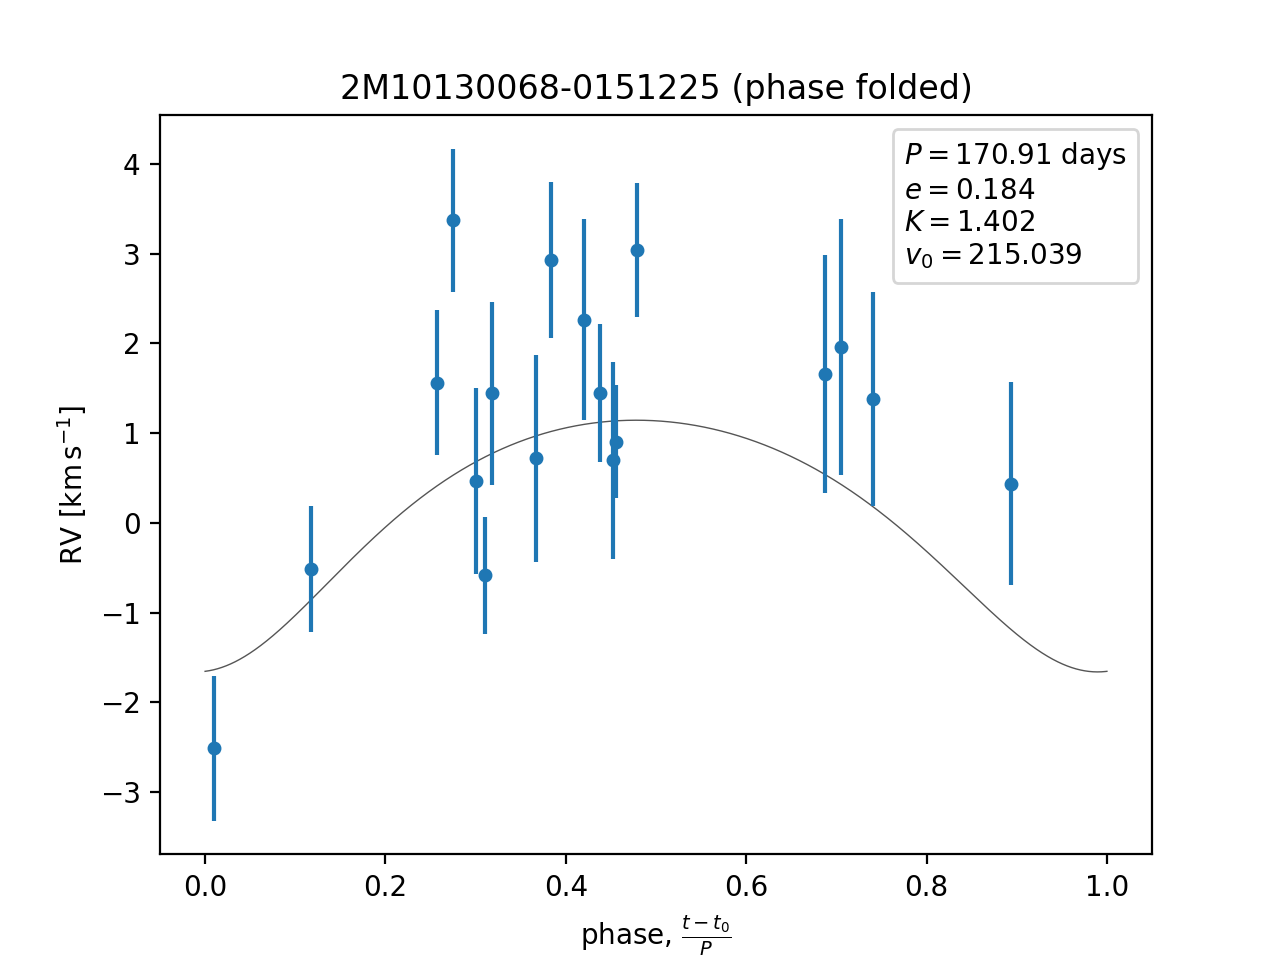 2M10130068-0151225 (phase folded)
P = 170.91 days
e = 0.184
K = 1.402
v₀ = 215.039
4
3
2
1
0
−1
−2
−3
RV [km s⁻¹]
0.0 0.2 0.4 0.6 0.8 1.0
phase, (t − t₀)/P